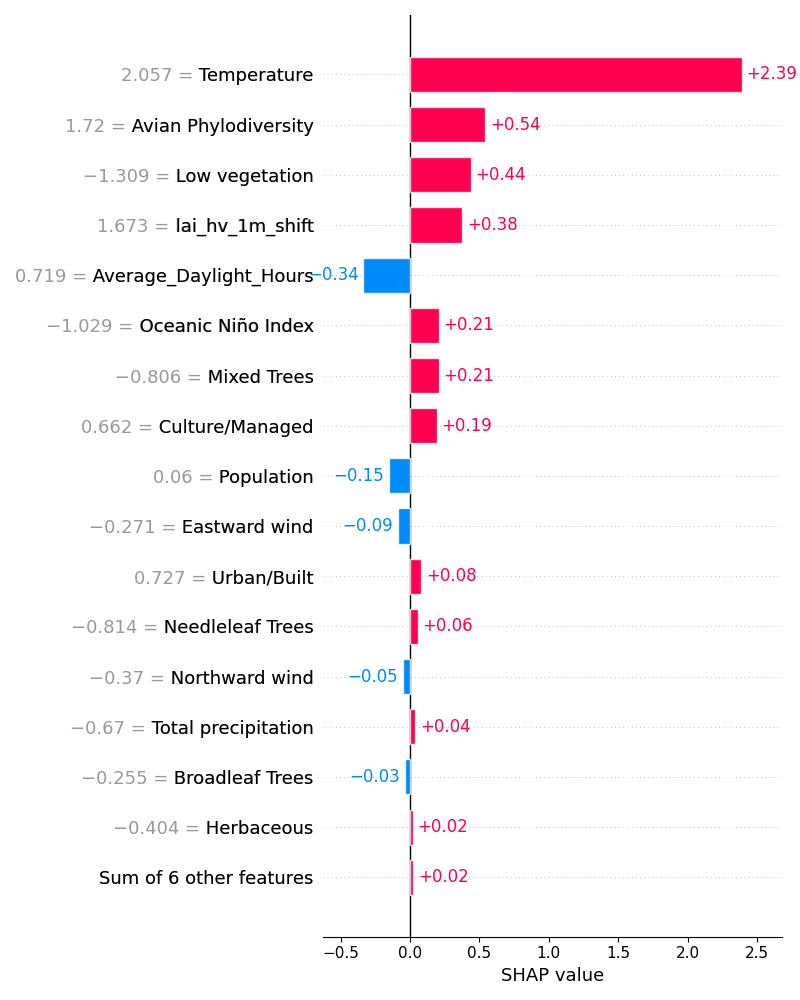 2.057 = Temperature +2.39
1.72 = Avian Phylodiversity +0.54
−1.309 = Low vegetation +0.44
1.673 = lai_hv_1m_shift +0.38
0.719 = Average_Daylight_Hours −0.34
−1.029 = Oceanic Niño Index +0.21
−0.806 = Mixed Trees +0.21
0.662 = Culture/Managed +0.19
0.06 = Population −0.15
−0.271 = Eastward wind −0.09
0.727 = Urban/Built +0.08
−0.814 = Needleleaf Trees +0.06
−0.37 = Northward wind −0.05
−0.67 = Total precipitation +0.04
−0.255 = Broadleaf Trees −0.03
−0.404 = Herbaceous +0.02
Sum of 6 other features +0.02
−0.5 0.0 0.5 1.0 1.5 2.0 2.5
SHAP value